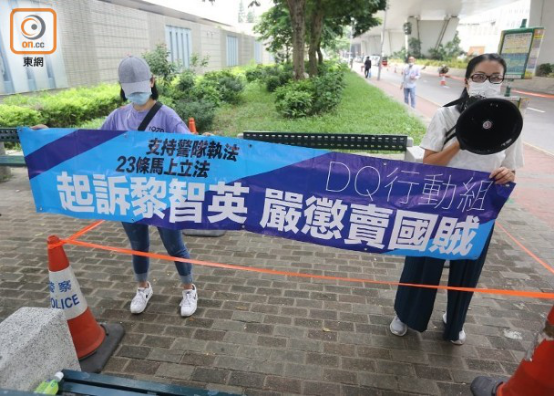 on.cc
東網
支持警隊執法
23條馬上立法
DQ行動組
起訴黎智英 嚴懲賣國賊
警察
POLICE